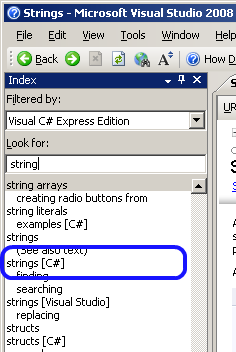 Strings - Microsoft Visual Studio 2008
File Edit View Tools Window
Back How D
Index
Filtered by:
Visual C# Express Edition
Look for:
string
string arrays
creating radio buttons from
string literals
examples [C#]
strings
(See also text)
strings [C#]
finding
searching
strings [Visual Studio]
replacing
structs
structs [C#]